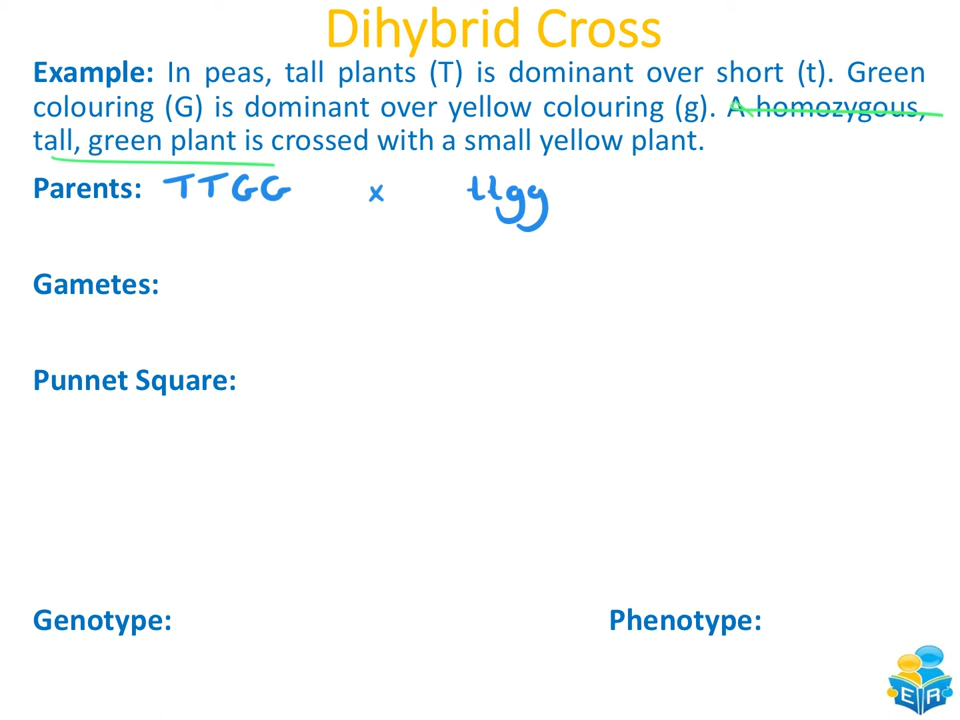 Dihybrid Cross
Example: In peas, tall plants (T) is dominant over short (t). Green
colouring (G) is dominant over yellow colouring (g). A homozygous,
tall, green plant is crossed with a small yellow plant.
Parents: TTGG x ttgg
Gametes:
Punnet Square:
Genotype: Phenotype:
E R